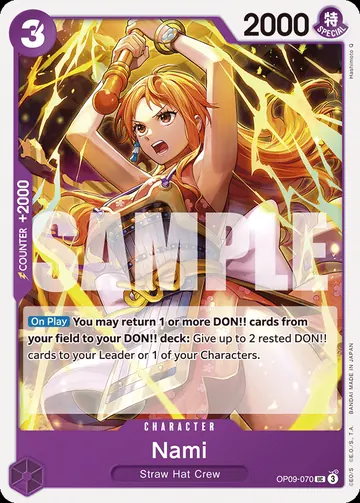 3
2000
特
SPECIAL
Hashimoto Q
COUNTER +2000
SAMPLE
On Play You may return 1 or more DON!! cards from
your field to your DON!! deck: Give up to 2 rested DON!!
cards to your Leader or 1 of your Characters.
CHARACTER
Nami
Straw Hat Crew
OP09-070 UC 3
©E.O./S. ©E.O./S., T.A. BANDAI MADE IN JAPAN